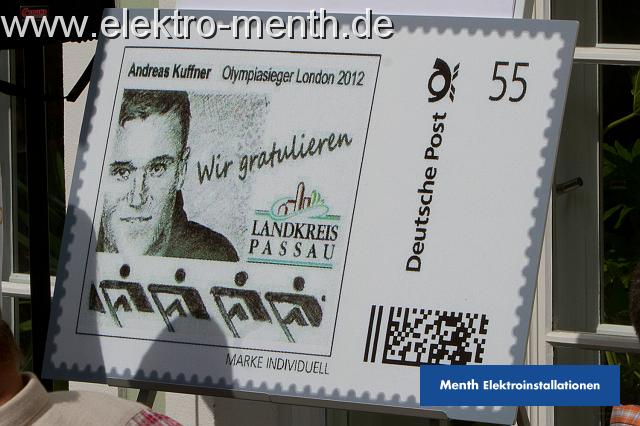 www.elektro-menth.de
Andreas Kuffner Olympiasieger London 2012
Wir gratulieren
LANDKREIS
PASSAU
Deutsche Post
55
MARKE INDIVIDUELL
Menth Elektroinstallationen